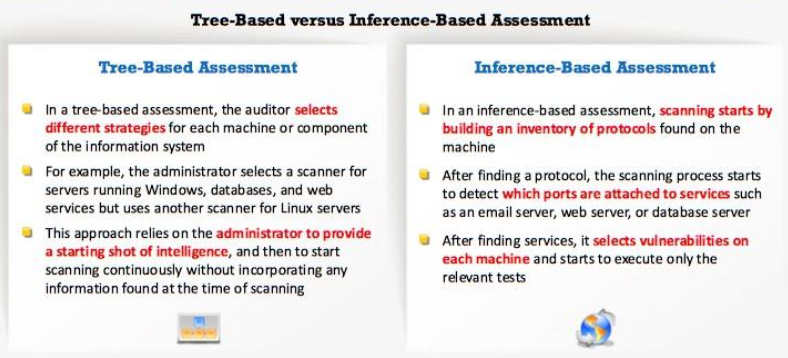 Tree-Based versus Inference-Based Assessment
Tree-Based Assessment
In a tree-based assessment, the auditor selects
different strategies for each machine or component
of the information system
For example, the administrator selects a scanner for
servers running Windows, databases, and web
services but uses another scanner for Linux servers
This approach relies on the administrator to provide
a starting shot of intelligence, and then to start
scanning continuously without incorporating any
information found at the time of scanning
Inference-Based Assessment
In an inference-based assessment, scanning starts by
building an inventory of protocols found on the
machine
After finding a protocol, the scanning process starts
to detect which ports are attached to services such
as an email server, web server, or database server
After finding services, it selects vulnerabilities on
each machine and starts to execute only the
relevant tests